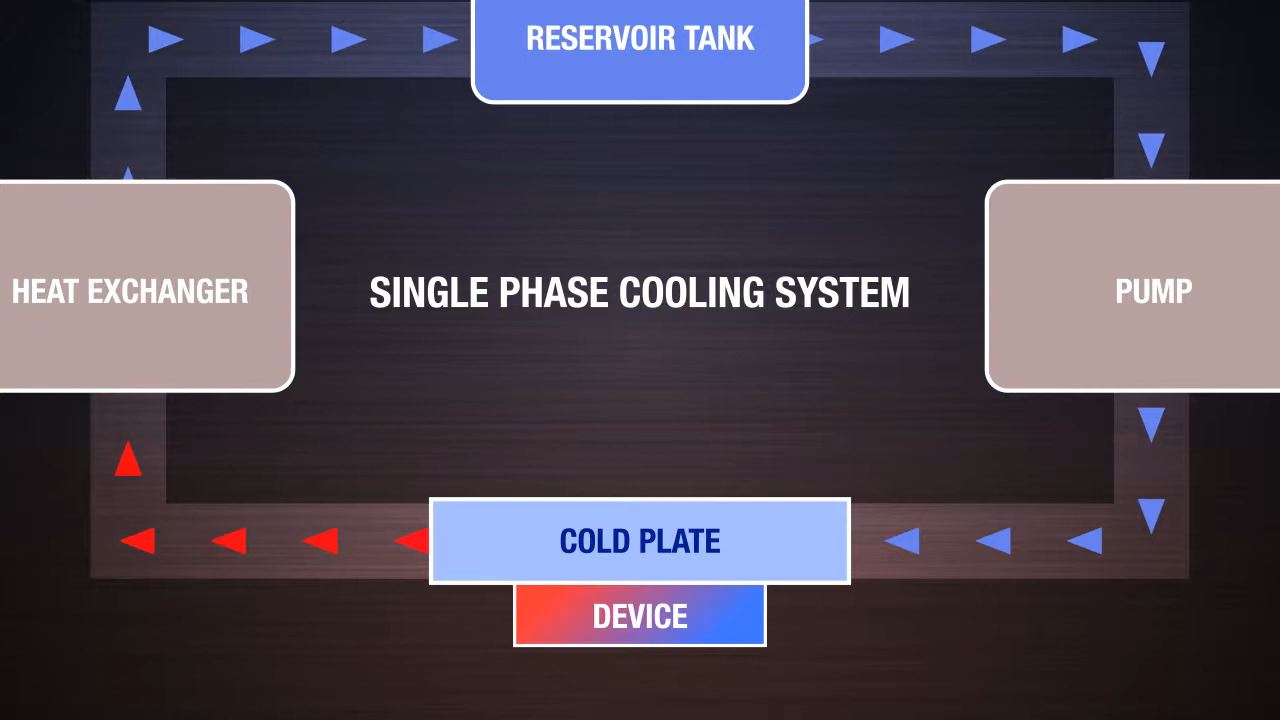 RESERVOIR TANK
HEAT EXCHANGER
SINGLE PHASE COOLING SYSTEM
PUMP
COLD PLATE
DEVICE